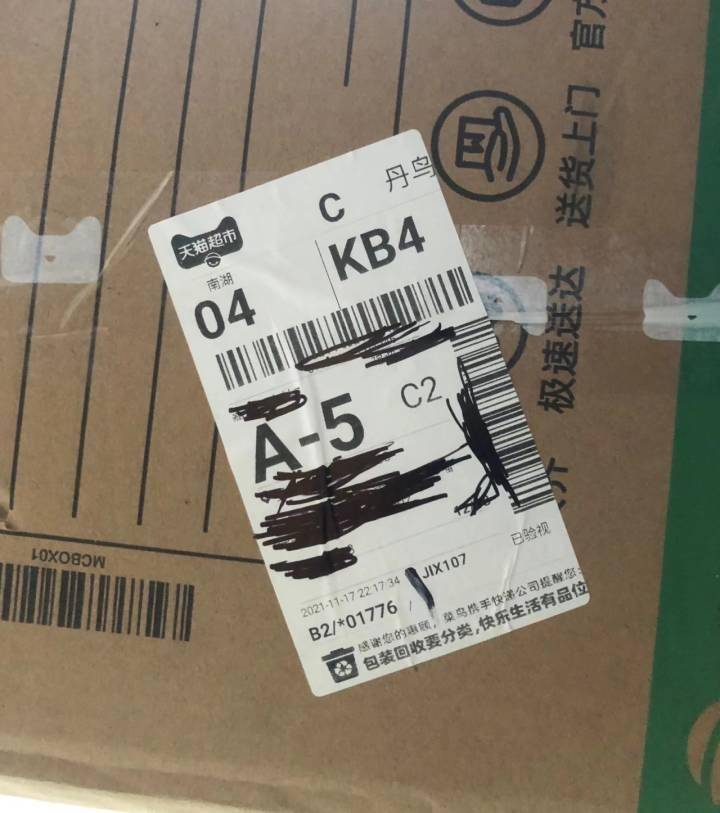 丹鸟
C
天猫超市
南湖
KB4
04
C2
A-5
已验视
2021-11-17 22:17:34
JIX107
B2/*01776 /
感谢您的惠顾，菜鸟携手快递公司提醒您：
包装回收要分类，快乐生活有品位
MCBOX01
极速送达
送货上门